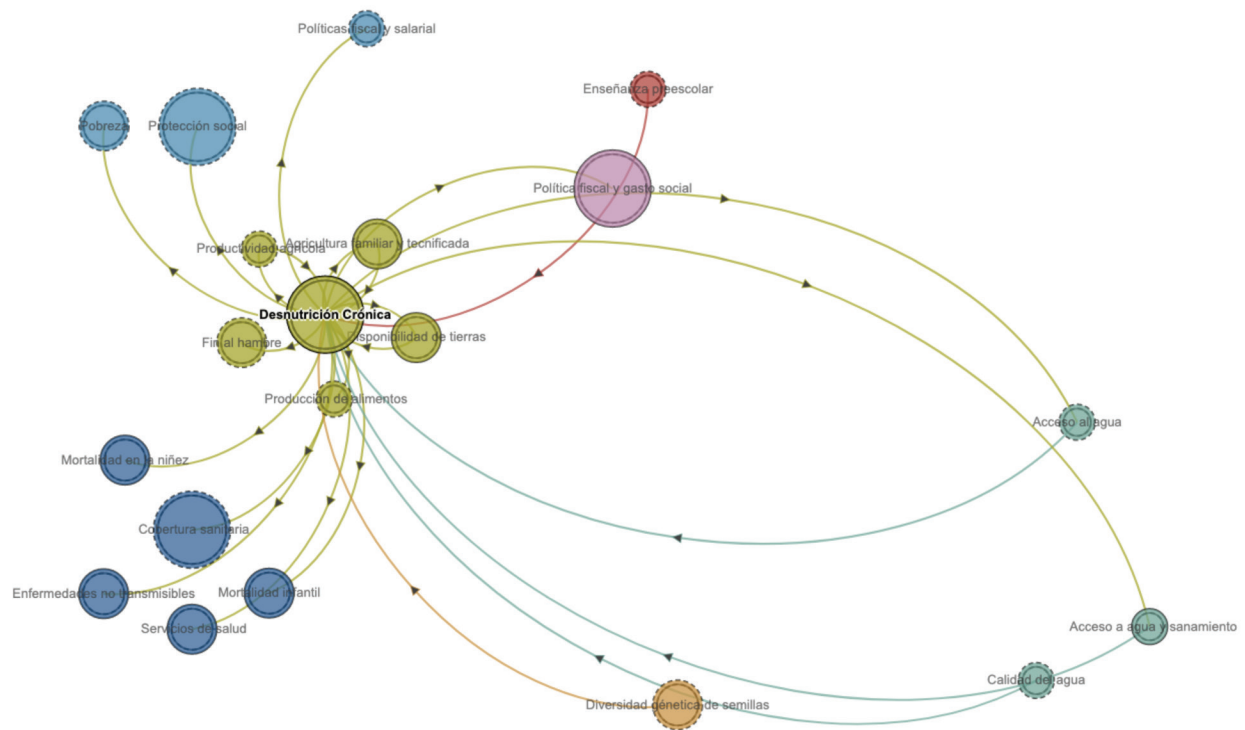 Políticas fiscal y salarial
Enseñanza preescolar
Pobreza
Protección social
Política fiscal y gasto social
Productividad agrícola
Agricultura familiar y tecnificada
Desnutrición Crónica
Fin al hambre
Disponibilidad de tierras
Producción de alimentos
Acceso al agua
Mortalidad en la niñez
Cobertura sanitaria
Enfermedades no transmisibles
Mortalidad infantil
Servicios de salud
Acceso a agua y sanamiento
Calidad del agua
Diversidad génetica de semillas